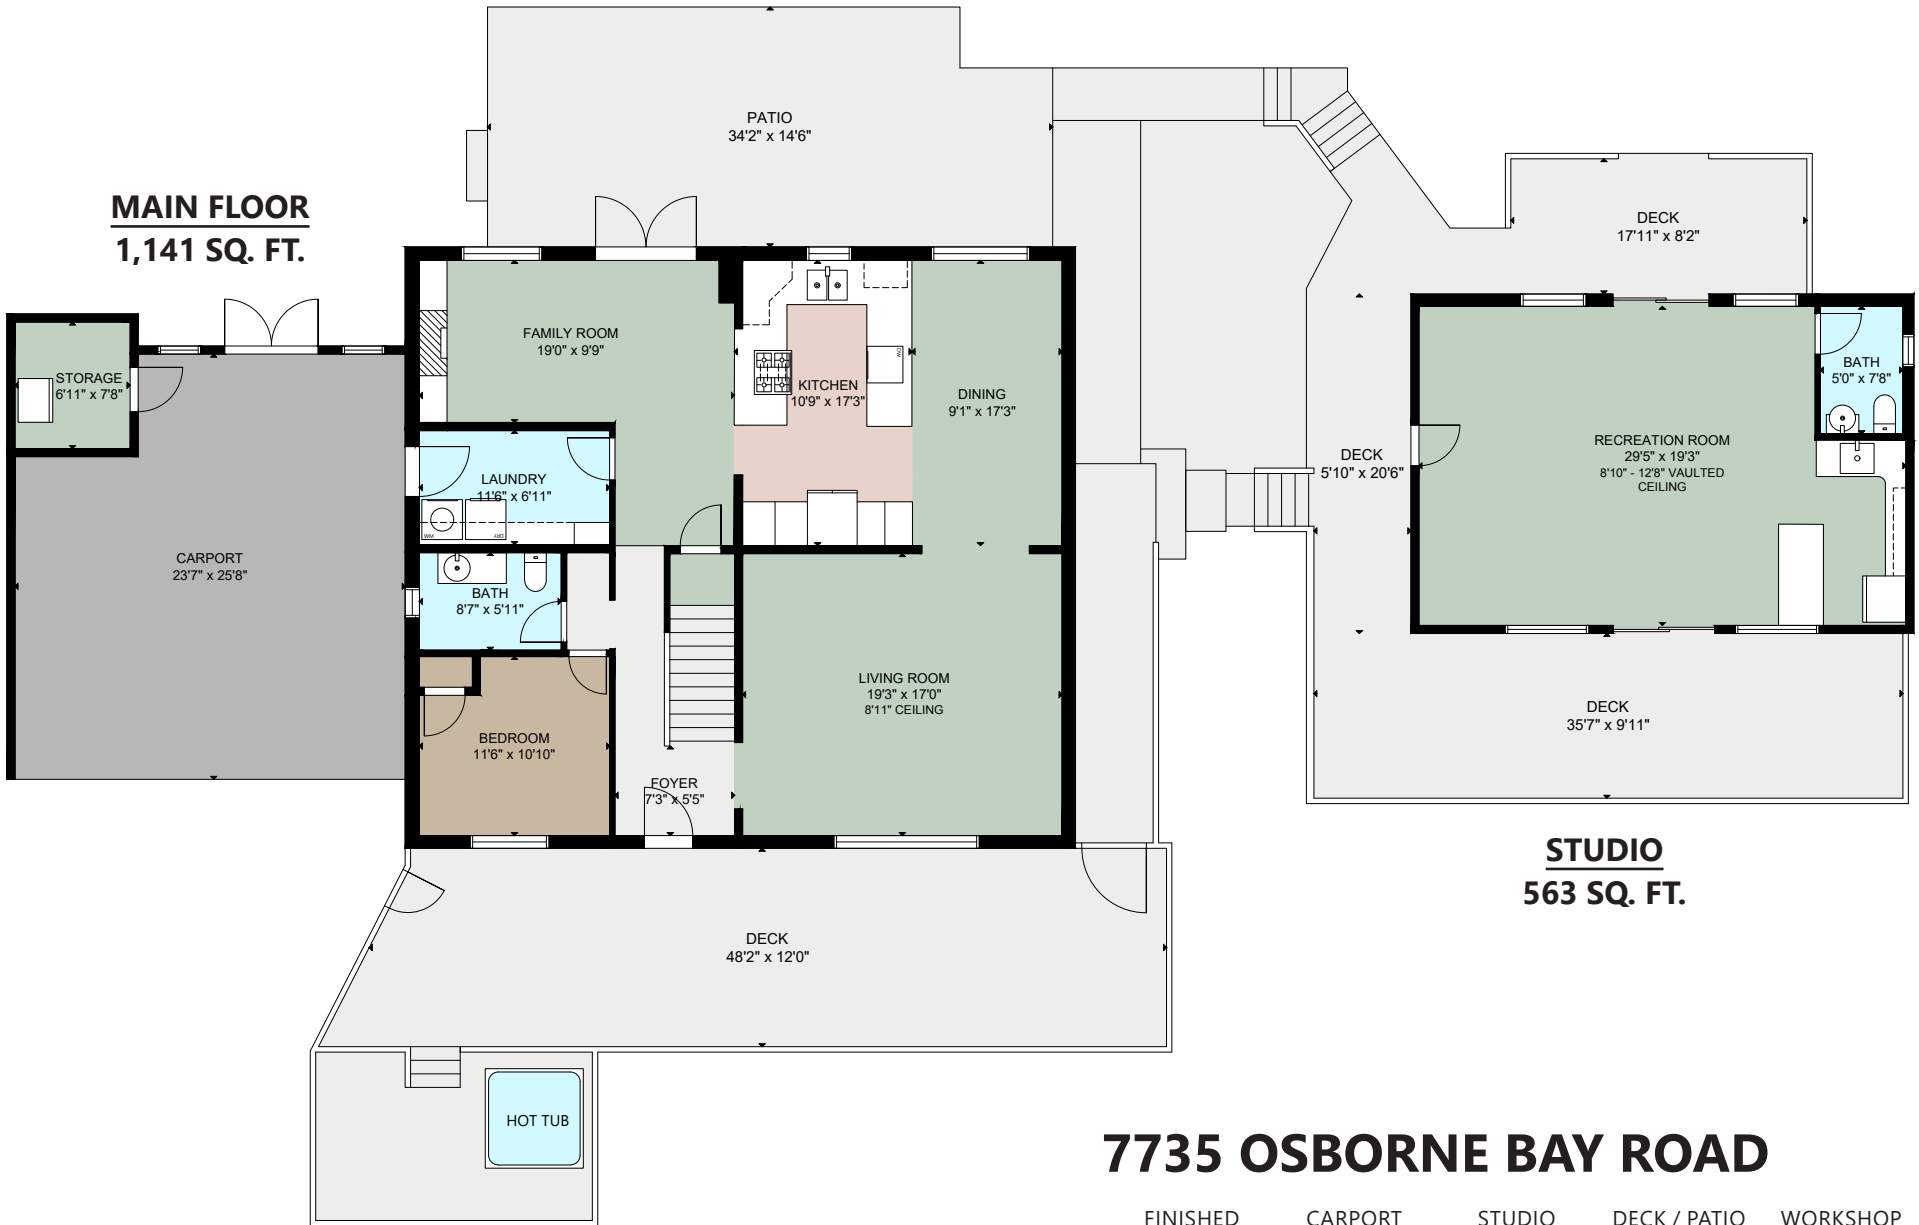 PATIO
34'2" x 14'6"
MAIN FLOOR
1,141 SQ. FT.
DECK
17'11" x 8'2"
FAMILY ROOM
19'0" x 9'9"
STORAGE
6'11" x 7'8"
KITCHEN
10'9" x 17'3"
DW
DINING
9'1" x 17'3"
BATH
5'0" x 7'8"
RECREATION ROOM
29'5" x 19'3"
8'10" - 12'8" VAULTED
CEILING
DECK
5'10" x 20'6"
LAUNDRY
11'6" x 6'11"
WM
DRY
CARPORT
23'7" x 25'8"
BATH
8'7" x 5'11"
LIVING ROOM
19'3" x 17'0"
8'11" CEILING
BEDROOM
11'6" x 10'10"
FOYER
7'3" x 5'5"
DECK
35'7" x 9'11"
STUDIO
563 SQ. FT.
DECK
48'2" x 12'0"
HOT TUB
7735 OSBORNE BAY ROAD
FINISHED CARPORT STUDIO DECK / PATIO WORKSHOP